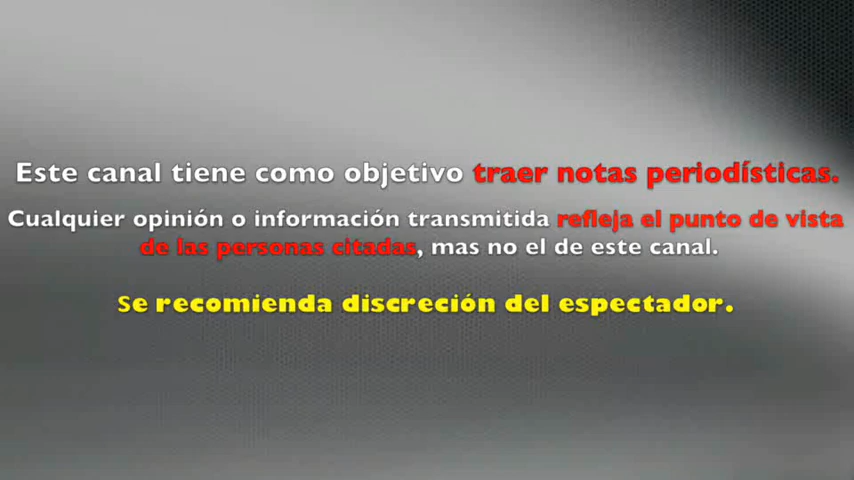 Este canal tiene como objetivo traer notas periodísticas.
Cualquier opinión o información transmitida refleja el punto de vista
de las personas citadas, mas no el de este canal.
Se recomienda discreción del espectador.